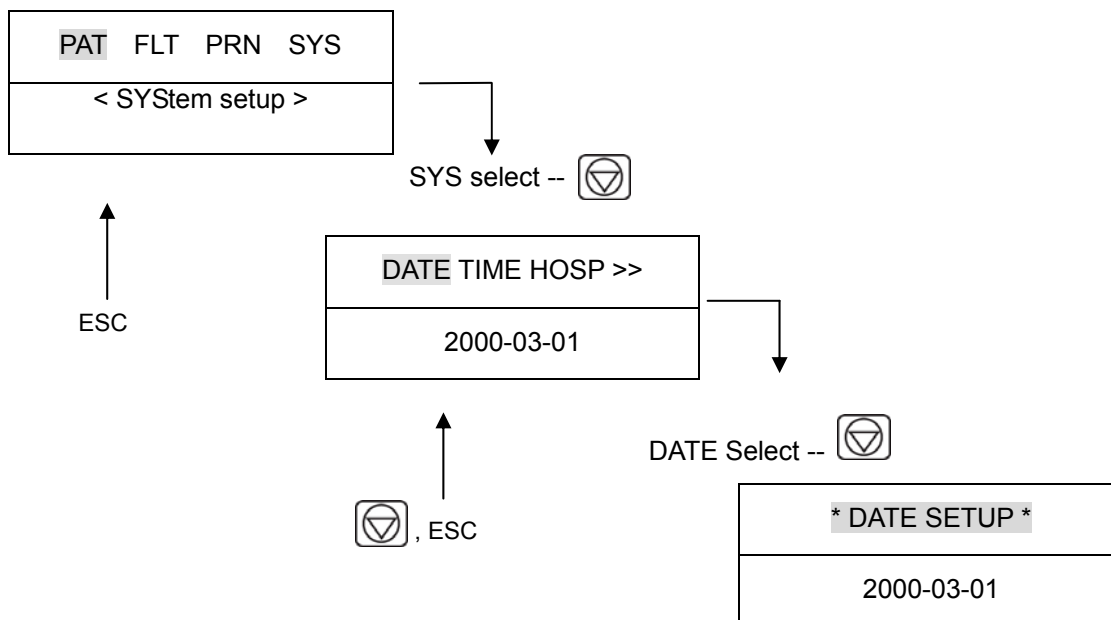 PAT FLT PRN SYS
< SYStem setup >
SYS select --
DATE TIME HOSP >>
ESC
2000-03-01
DATE Select --
, ESC
* DATE SETUP *
2000-03-01